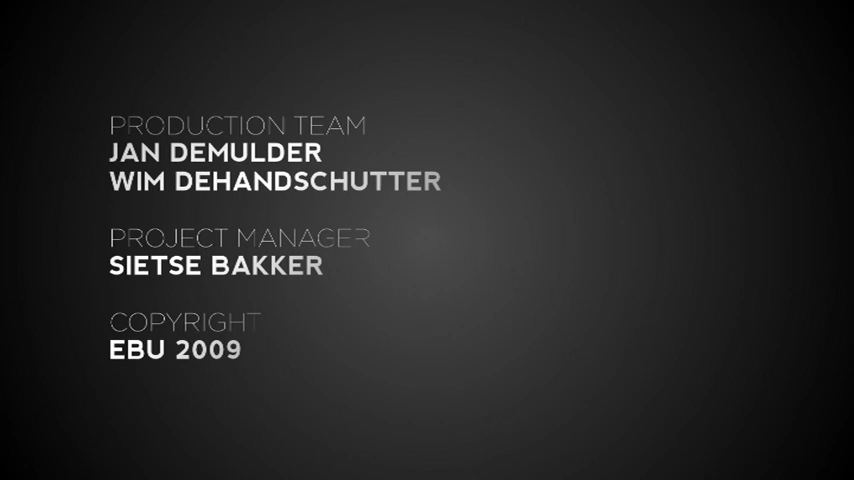 PRODUCTION TEAM
JAN DEMULDER
WIM DEHANDSCHUTTER
PROJECT MANAGER
SIETSE BAKKER
COPYRIGHT
EBU 2009